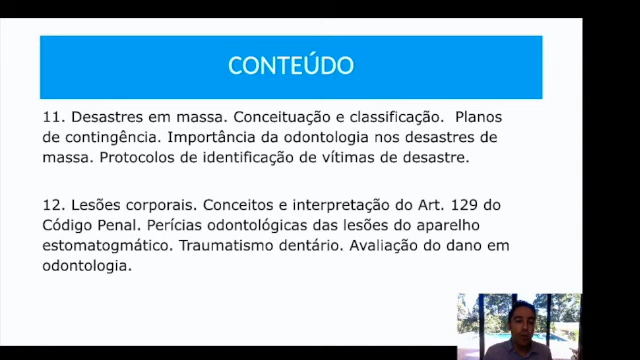 CONTEÚDO
11. Desastres em massa. Conceituação e classificação. Planos
de contingência. Importância da odontologia nos desastres de
massa. Protocolos de identificação de vítimas de desastre.
12. Lesões corporais. Conceitos e interpretação do Art. 129 do
Código Penal. Perícias odontológicas das lesões do aparelho
estomatogmático. Traumatismo dentário. Avaliação do dano em
odontologia.